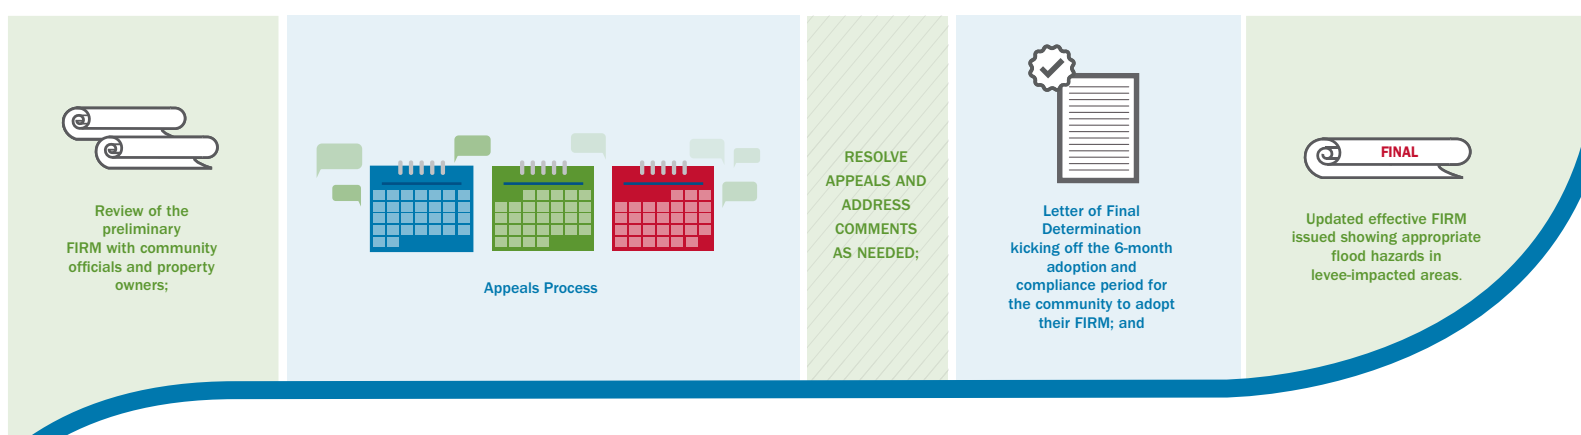 Review of the
preliminary
FIRM with community
officials and property
owners;
Appeals Process
RESOLVE
APPEALS AND
ADDRESS
COMMENTS
AS NEEDED;
Letter of Final
Determination
kicking off the 6-month
adoption and
compliance period for
the community to adopt
their FIRM; and
FINAL
Updated effective FIRM
issued showing appropriate
flood hazards in
levee-impacted areas.